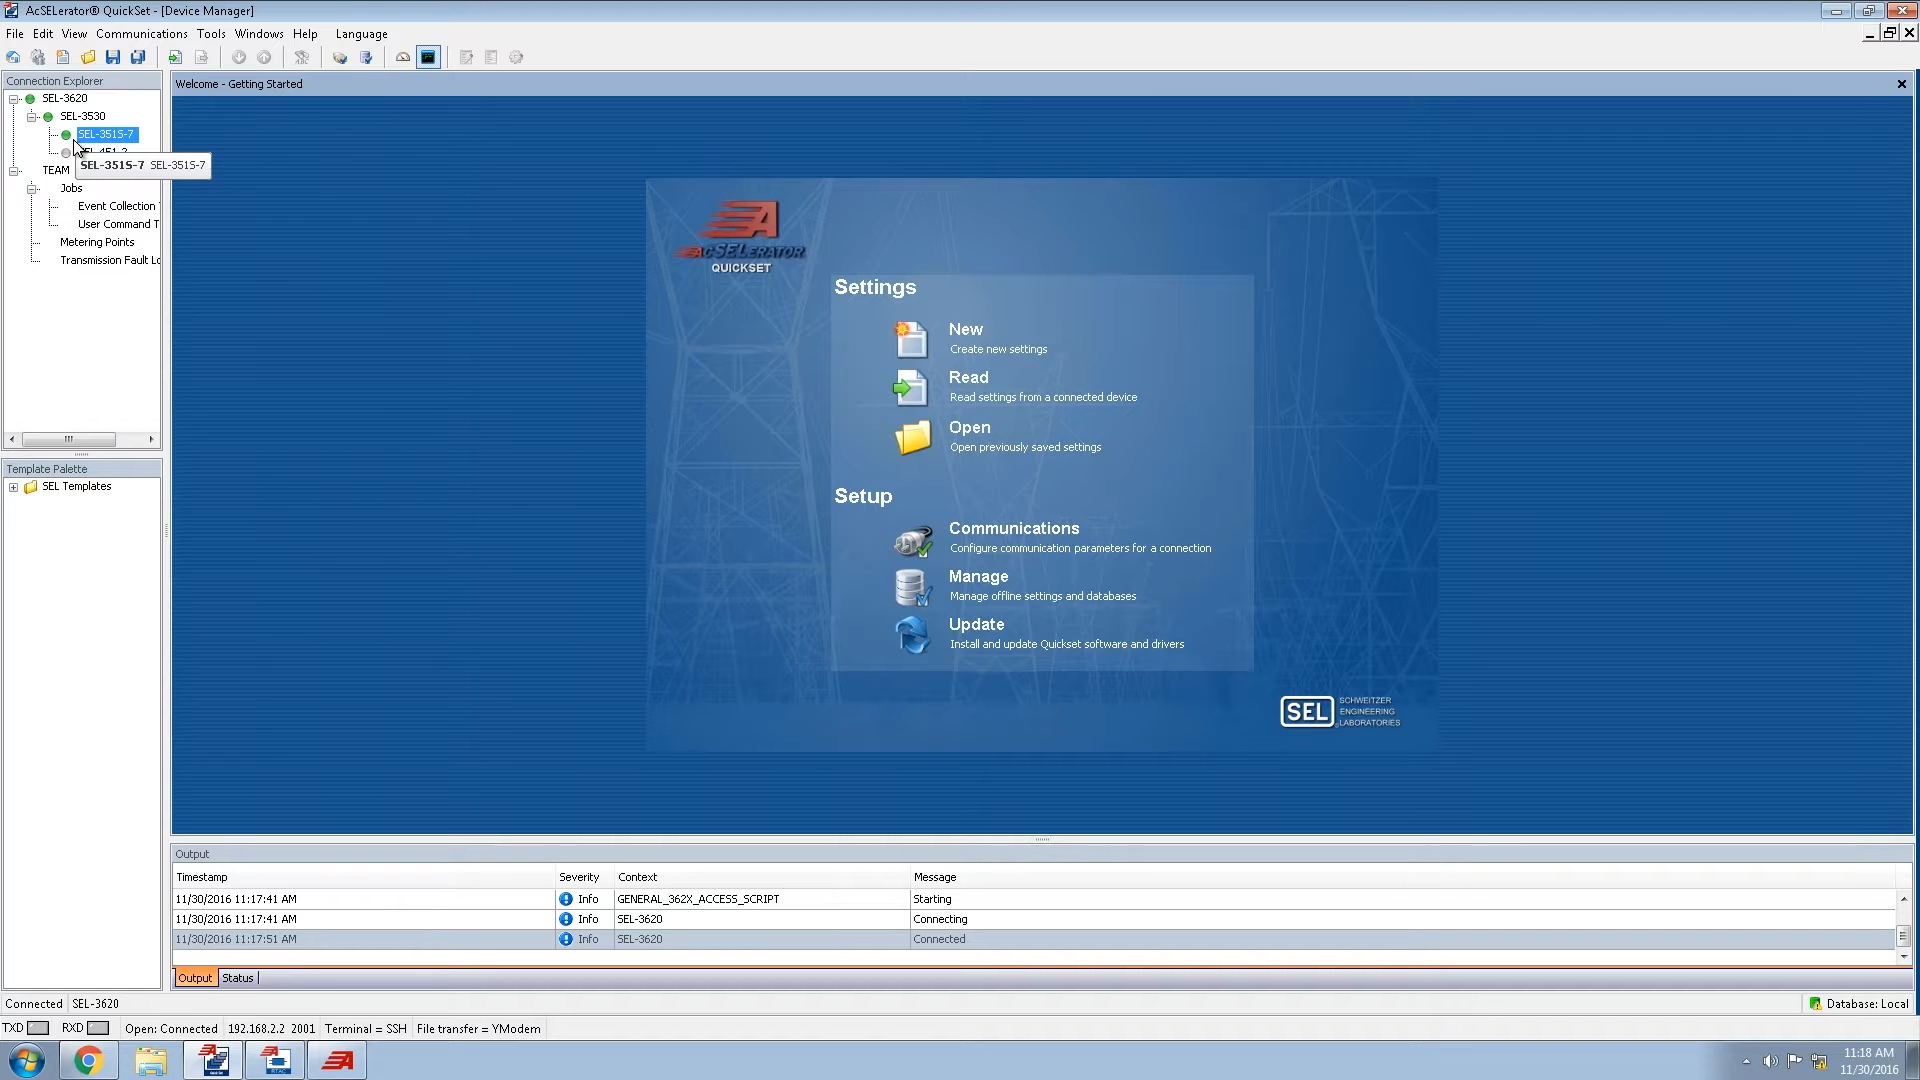 AcSELerator® QuickSet - [Device Manager]
File Edit View Communications Tools Windows Help Language
Connection Explorer
SEL-3620
SEL-3530
SEL-351S-7
SEL-451-2
SEL-351S-7 SEL-351S-7
TEAM
Jobs
Event Collection
User Command T
Metering Points
Transmission Fault Lo
Template Palette
SEL Templates
Welcome - Getting Started
AcSELerator
QUICKSET
Settings
New
Create new settings
Read
Read settings from a connected device
Open
Open previously saved settings
Setup
Communications
Configure communication parameters for a connection
Manage
Manage offline settings and databases
Update
Install and update Quickset software and drivers
SEL SCHWEITZER
ENGINEERING
LABORATORIES
Output
Timestamp Severity Context Message
11/30/2016 11:17:41 AM Info GENERAL_362X_ACCESS_SCRIPT Starting
11/30/2016 11:17:41 AM Info SEL-3620 Connecting
11/30/2016 11:17:51 AM Info SEL-3620 Connected
Output Status
Connected SEL-3620 Database: Local
TXD RXD Open: Connected 192.168.2.2 2001 Terminal = SSH File transfer = YModem
11:18 AM
11/30/2016